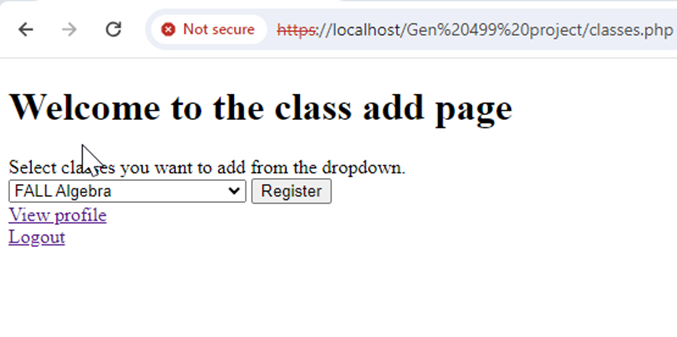 Not secure https://localhost/Gen%20499%20project/classes.php
Welcome to the class add page
Select classes you want to add from the dropdown.
FALL Algebra Register
View profile
Logout